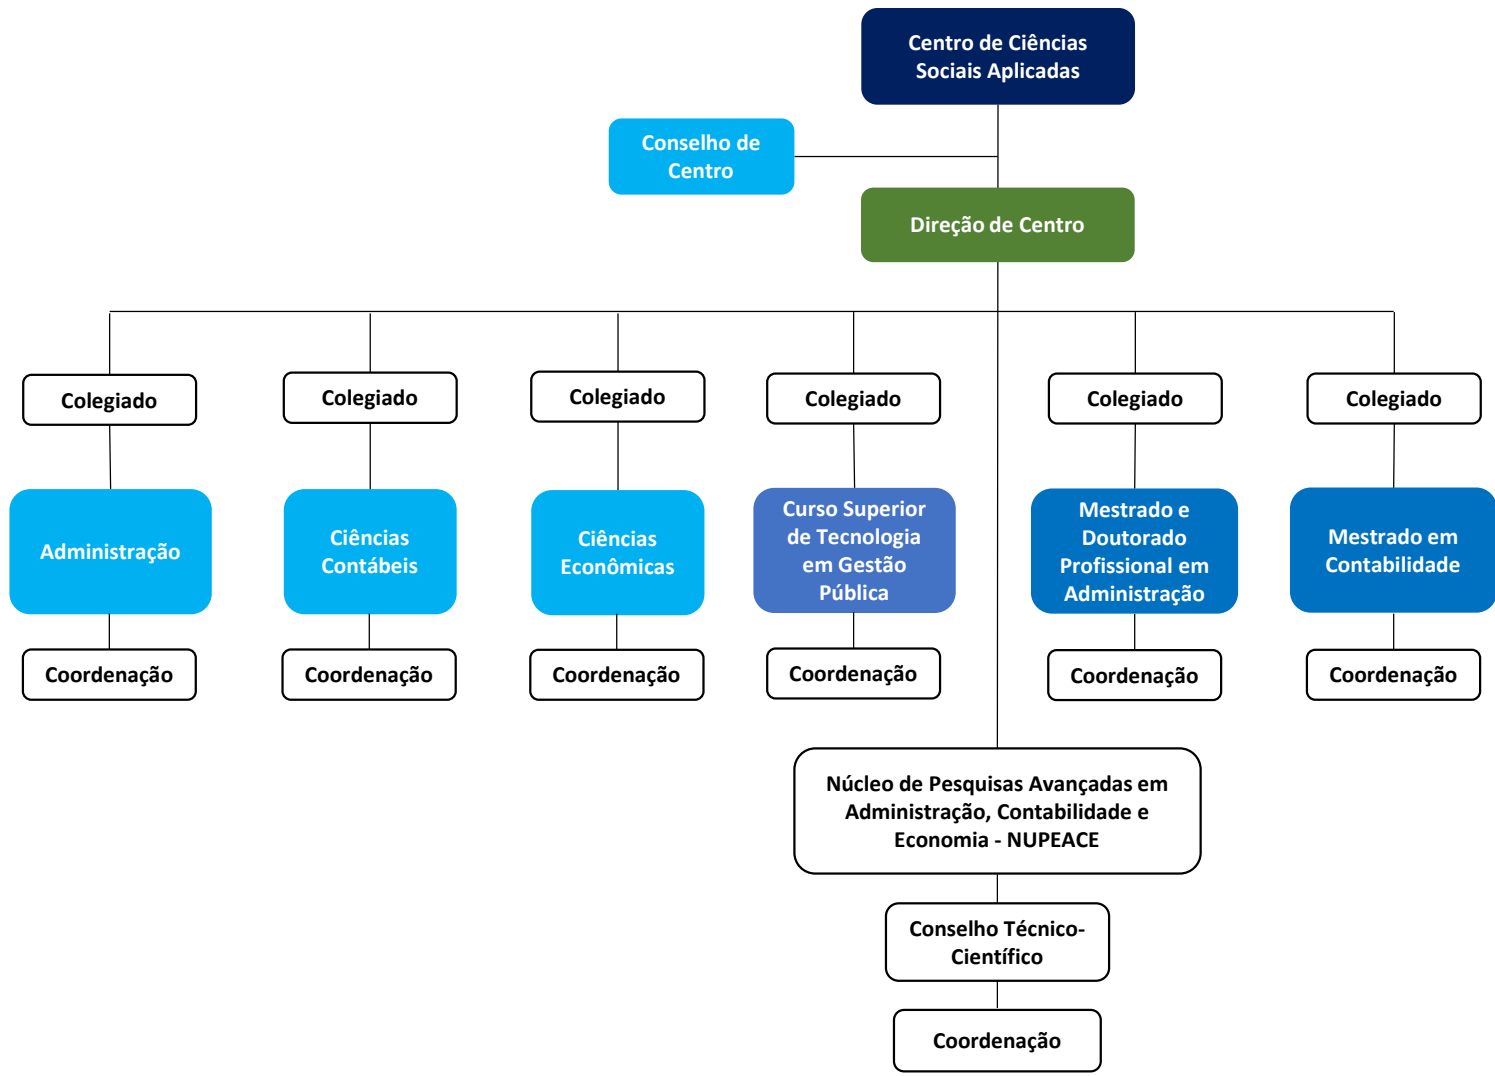 Centro de Ciências
Sociais Aplicadas
Conselho de
Centro
Direção de Centro
Colegiado
Colegiado
Colegiado
Colegiado
Colegiado
Colegiado
Administração
Ciências
Contábeis
Ciências
Econômicas
Curso Superior
de Tecnologia
em Gestão
Pública
Mestrado e
Doutorado
Profissional em
Administração
Mestrado em
Contabilidade
Coordenação
Coordenação
Coordenação
Coordenação
Coordenação
Coordenação
Núcleo de Pesquisas Avançadas em
Administração, Contabilidade e
Economia - NUPEACE
Conselho Técnico-
Científico
Coordenação